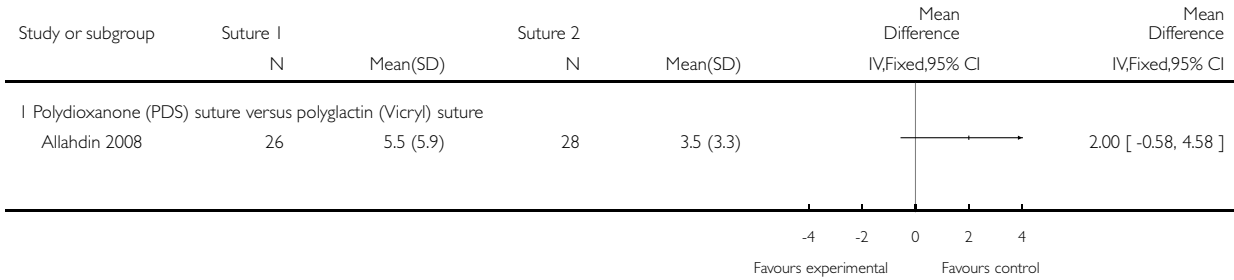 Study or subgroup Suture 1 Suture 2 Mean Difference Mean Difference
N Mean(SD) N Mean(SD) IV,Fixed,95% CI IV,Fixed,95% CI
1 Polydioxanone (PDS) suture versus polyglactin (Vicryl) suture
Allahdin 2008 26 5.5 (5.9) 28 3.5 (3.3) 2.00 [ -0.58, 4.58 ]
-4 -2 0 2 4
Favours experimental Favours control